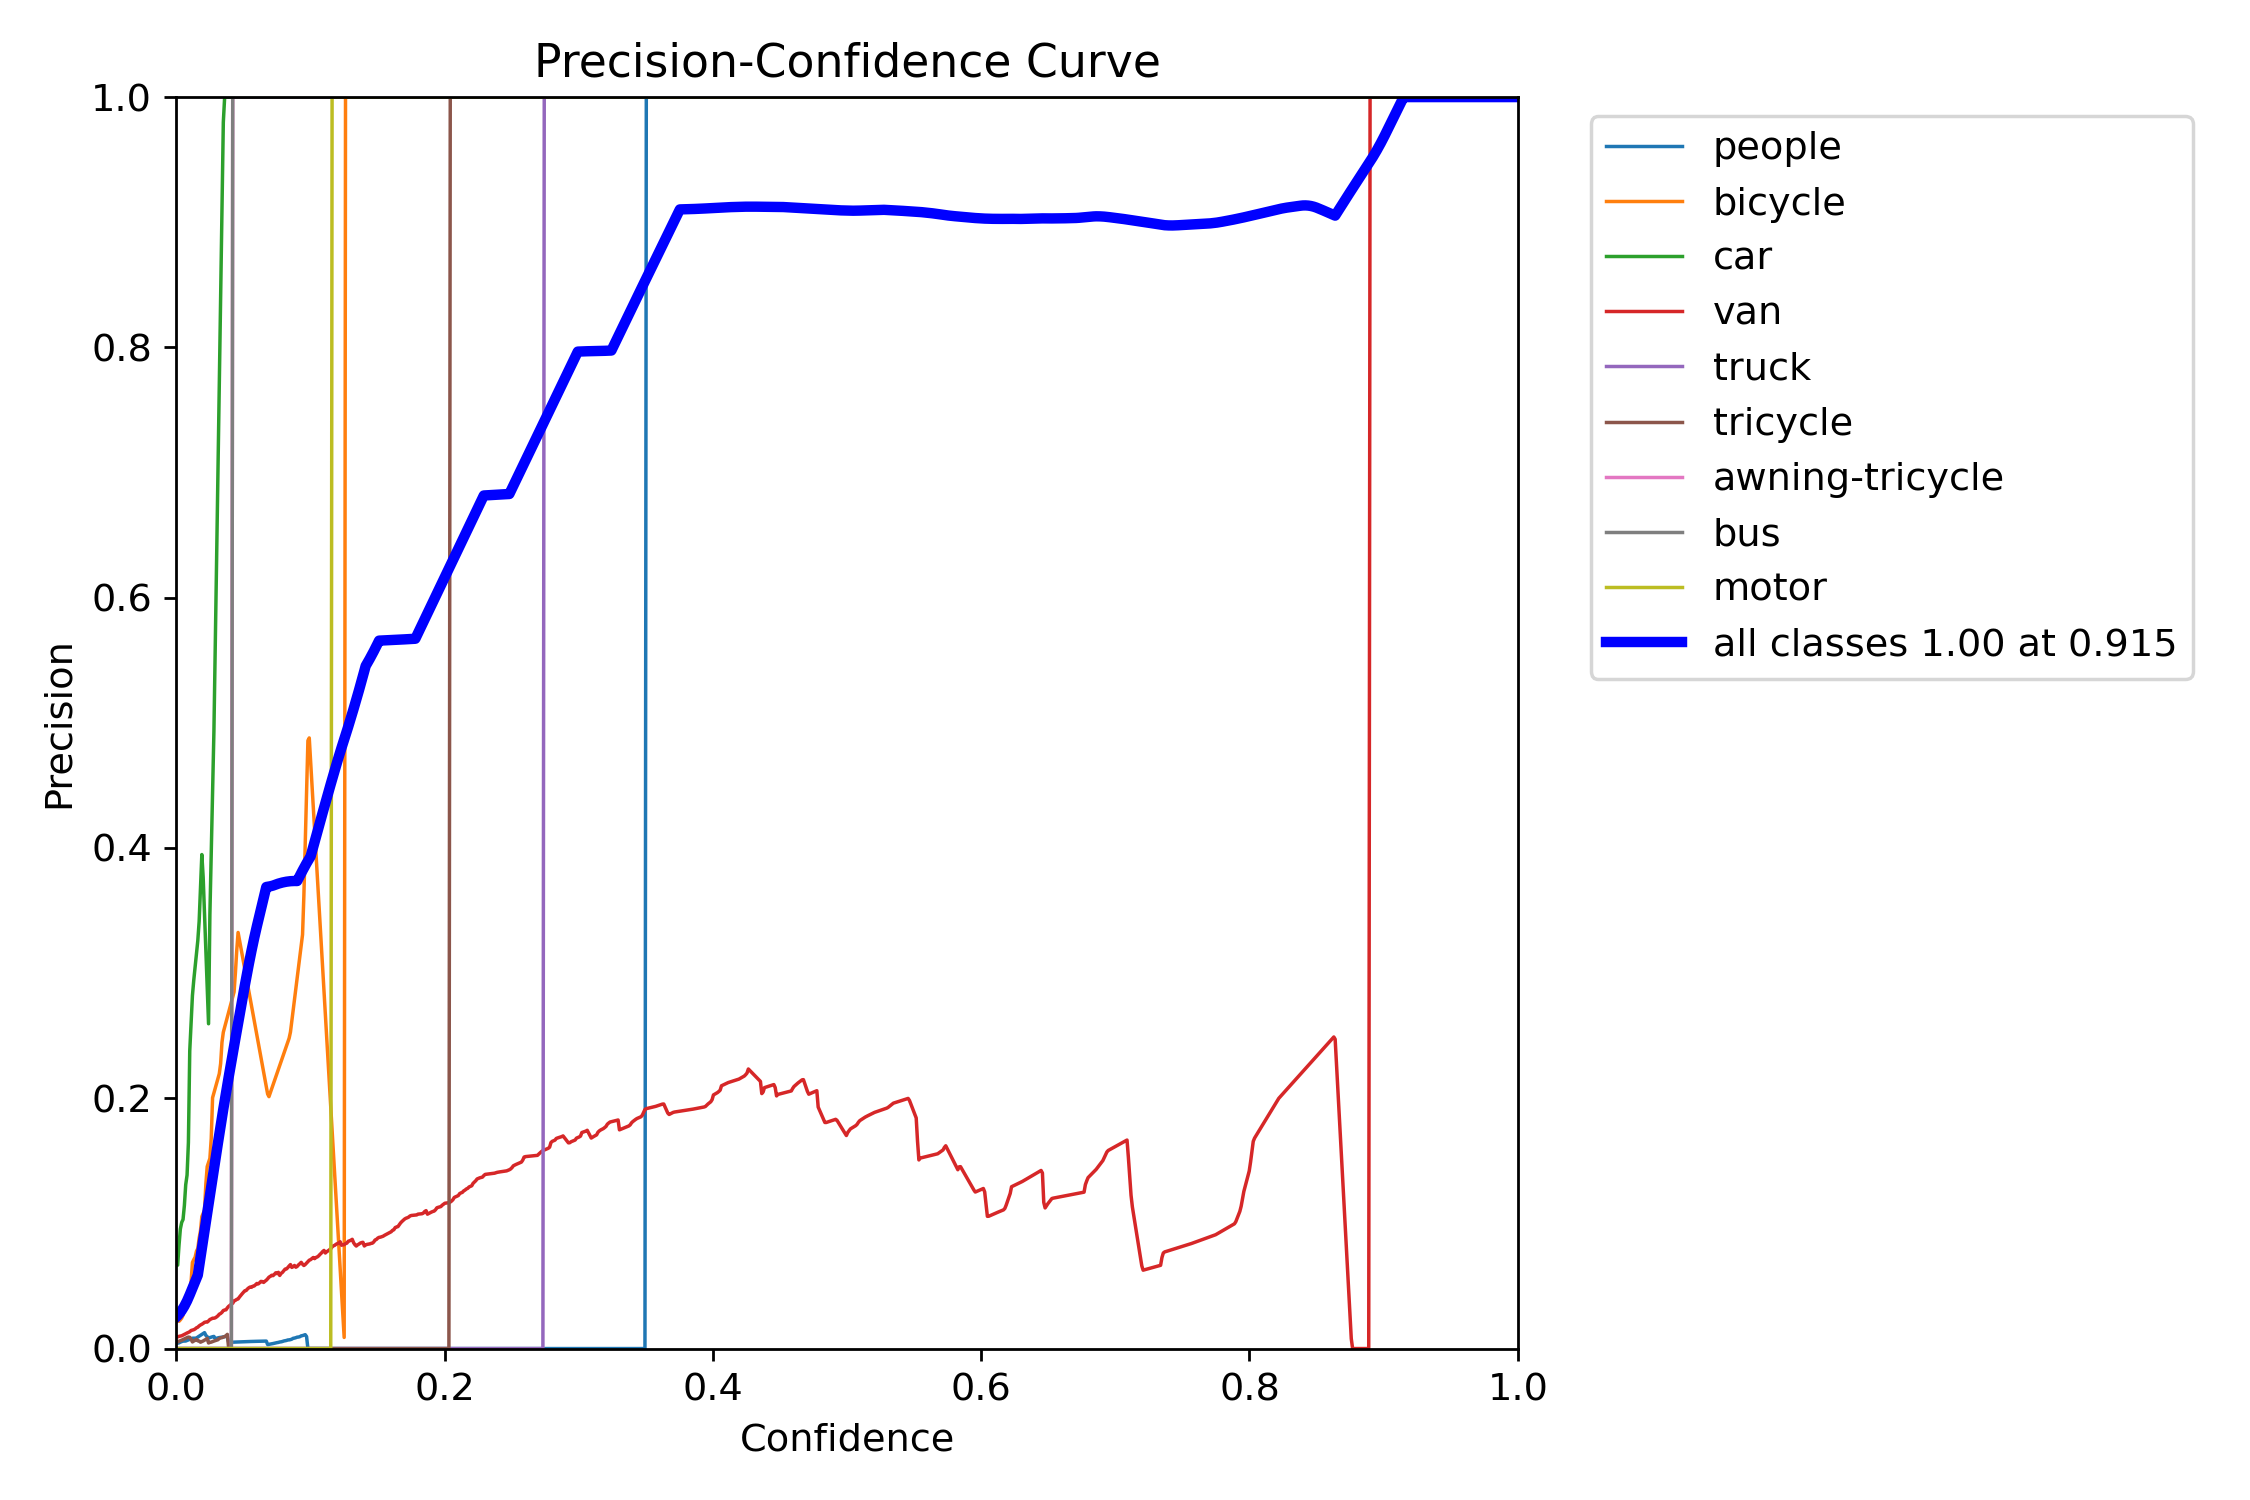 Precision-Confidence Curve
1.0
0.8
0.6
0.4
0.2
0.0
Precision
0.0 0.2 0.4 0.6 0.8 1.0
Confidence
people
bicycle
car
van
truck
tricycle
awning-tricycle
bus
motor
all classes 1.00 at 0.915